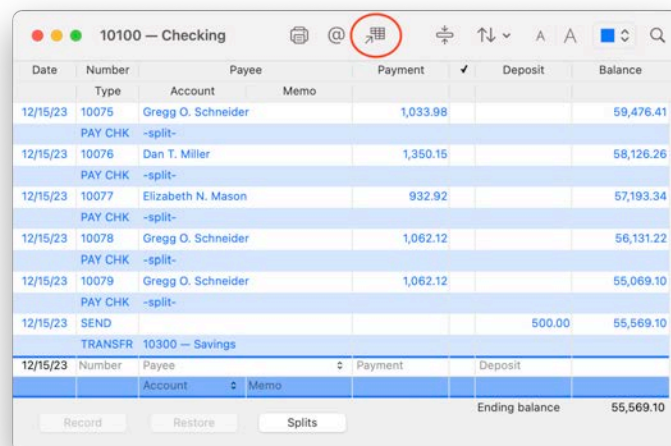 10100 — Checking @ A A
Date Number Payee Payment ✓ Deposit Balance
Type Account Memo
12/15/23 10075 Gregg O. Schneider 1,033.98 59,476.41
PAY CHK -split-
12/15/23 10076 Dan T. Miller 1,350.15 58,126.26
PAY CHK -split-
12/15/23 10077 Elizabeth N. Mason 932.92 57,193.34
PAY CHK -split-
12/15/23 10078 Gregg O. Schneider 1,062.12 56,131.22
PAY CHK -split-
12/15/23 10079 Gregg O. Schneider 1,062.12 55,069.10
PAY CHK -split-
12/15/23 SEND 500.00 55,569.10
TRANSFR 10300 — Savings
12/15/23 Number Payee Payment Deposit
Account Memo
Ending balance 55,569.10
Record Restore Splits